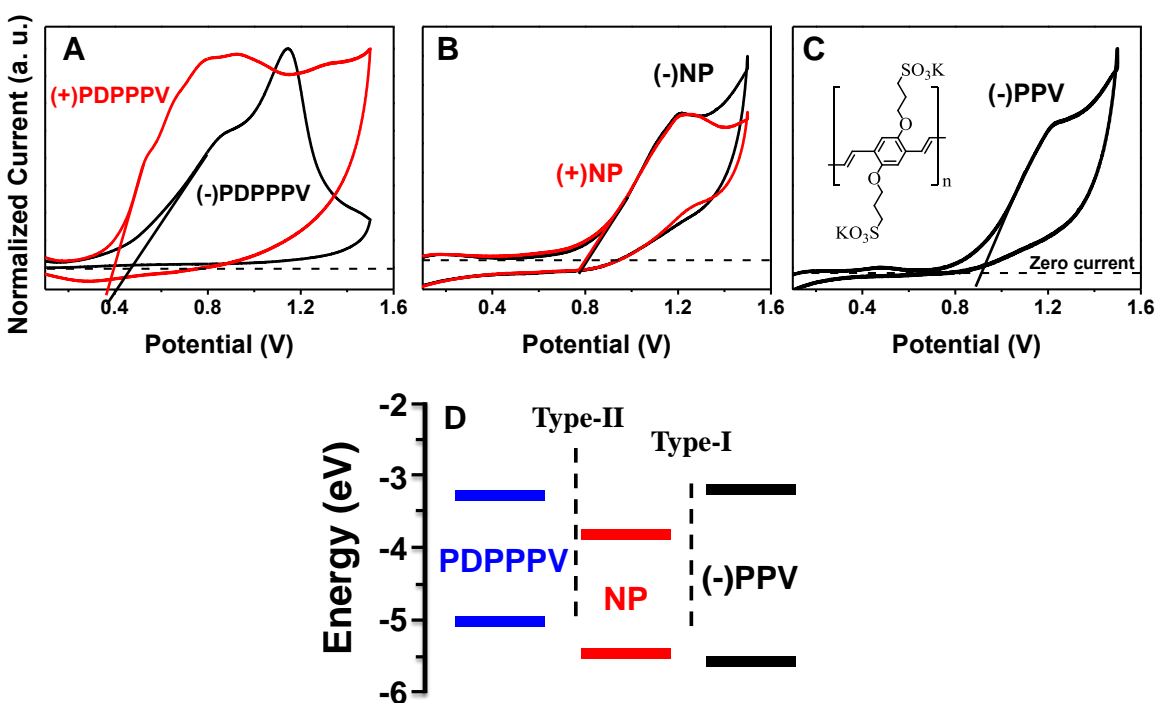 Normalized Current (a. u.)
A
(+)PDPPPV
(-)PDPPPV
0.4
0.8
1.2
1.6
Potential (V)
B
(-)NP
(+)NP
0.4
0.8
1.2
1.6
Potential (V)
C
(-)PPV
SO3K
O
n
O
KO3S
Zero current
0.4
0.8
1.2
1.6
Potential (V)
D
Energy (eV)
-2
-3
-4
-5
-6
Type-II
Type-I
PDPPPV
NP
(-)PPV